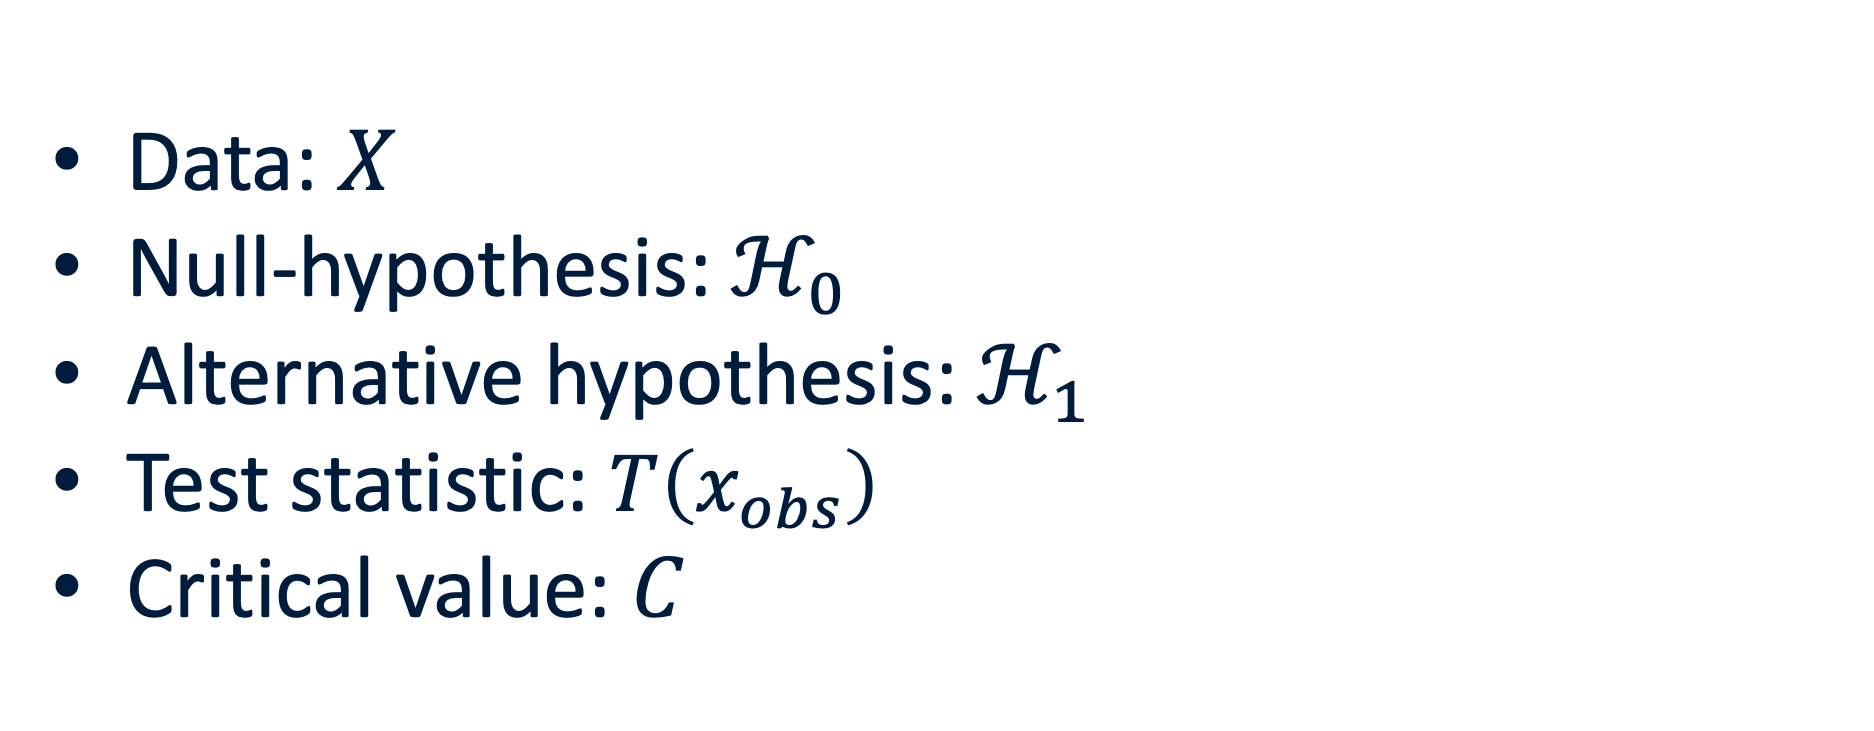 • Data: 𝑋
• Null-hypothesis: ℋ₀
• Alternative hypothesis: ℋ₁
• Test statistic: 𝑇(𝑥_𝑜𝑏𝑠)
• Critical value: 𝐶